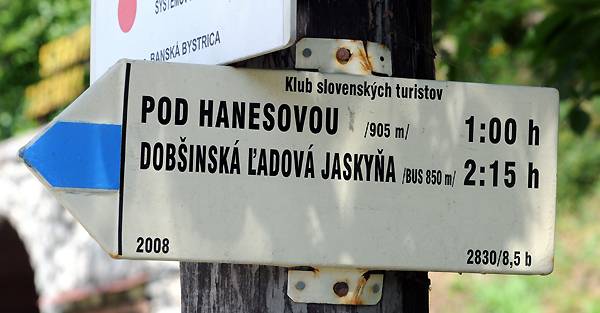 SYSTÉMOV
BANSKÁ BYSTRICA
Klub slovenských turistov
POD HANESOVOU /905 m/ 1:00 h
DOBŠINSKÁ ĽADOVÁ JASKYŇA /BUS 850 m/ 2:15 h
2008 2830/8,5 b